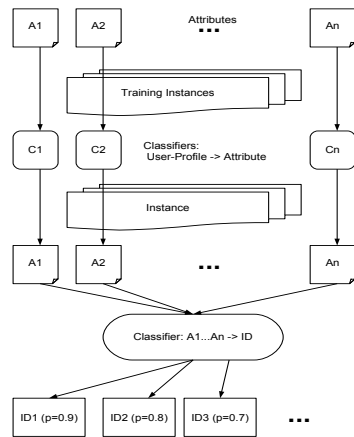 Attributes
A1
A2
...
An
Training Instances
C1
C2
Classifiers:
User-Profile -> Attribute
Cn
Instance
A1
A2
...
An
Classifier: A1...An -> ID
ID1 (p=0.9)
ID2 (p=0.8)
ID3 (p=0.7)
...